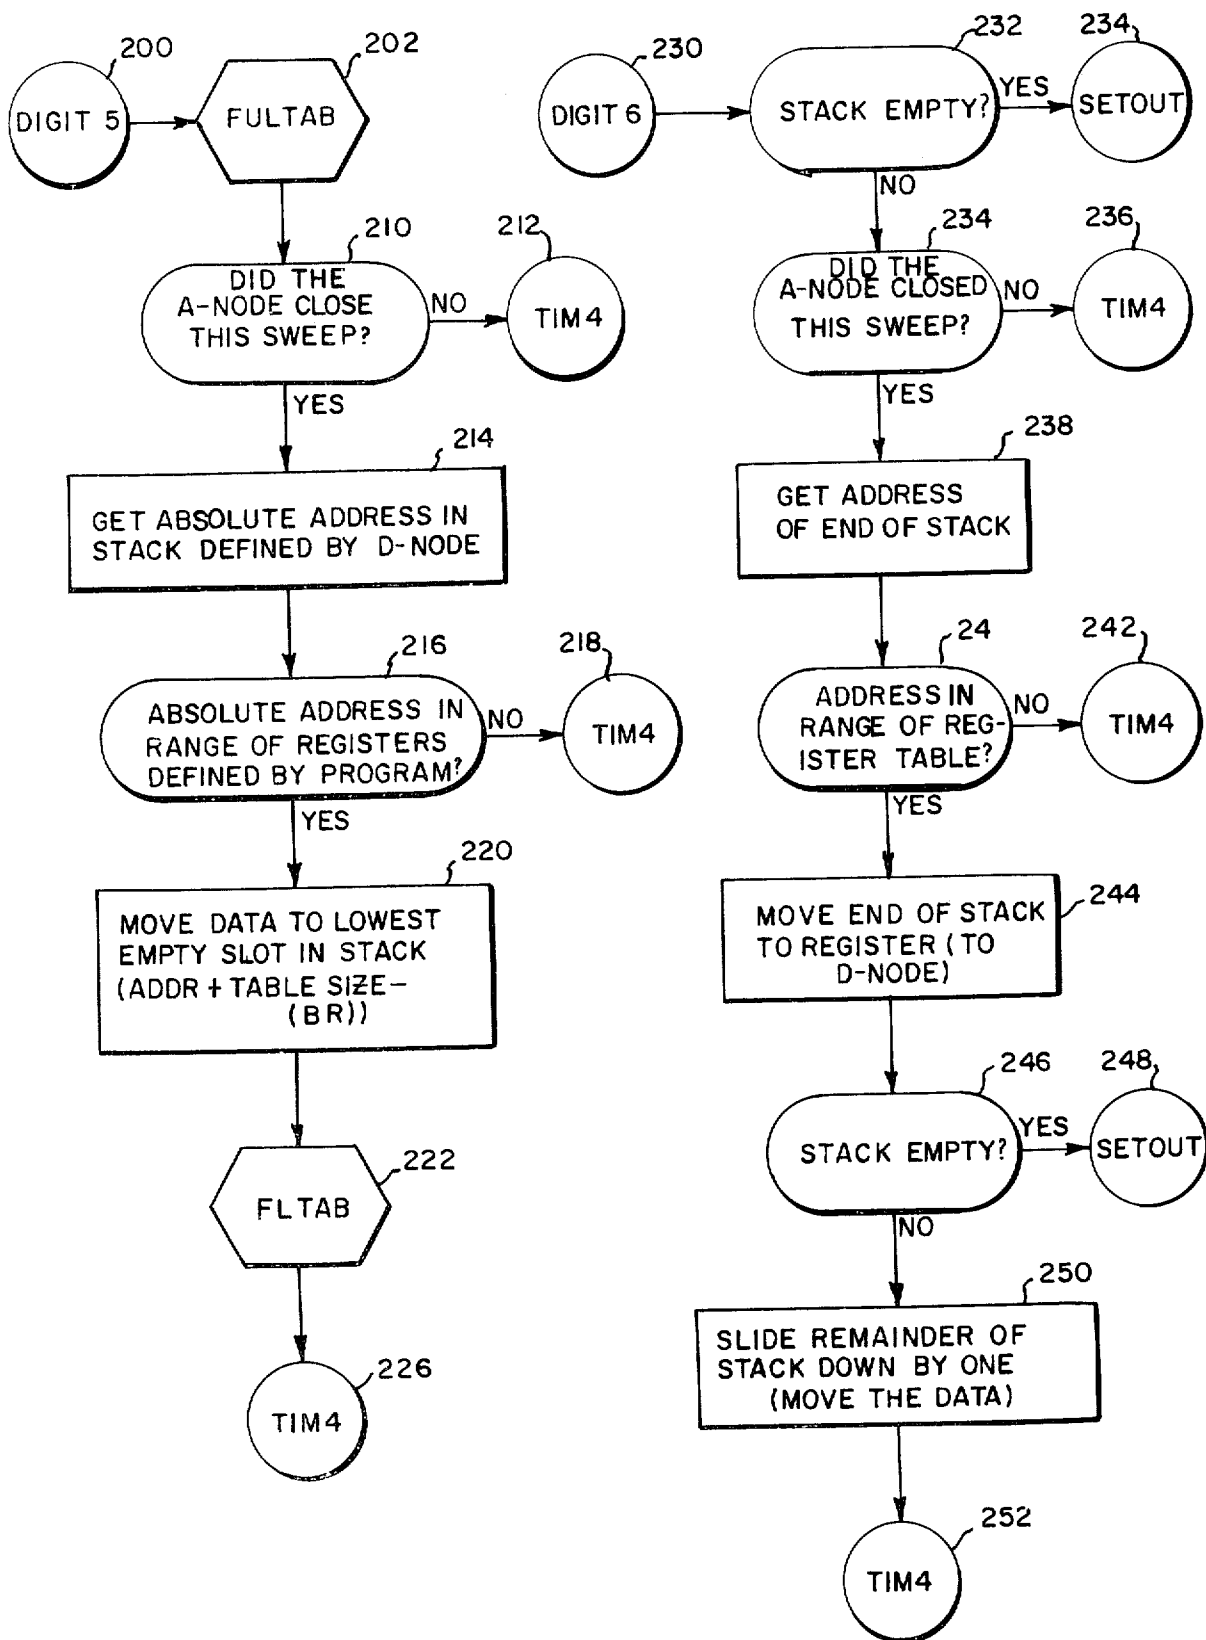 200
DIGIT 5
202
FULTAB
210
DID THE
A-NODE CLOSE
THIS SWEEP?
NO
212
TIM4
YES
214
GET ABSOLUTE ADDRESS IN
STACK DEFINED BY D-NODE
216
ABSOLUTE ADDRESS IN
RANGE OF REGISTERS
DEFINED BY PROGRAM?
NO
218
TIM4
YES
220
MOVE DATA TO LOWEST
EMPTY SLOT IN STACK
(ADDR + TABLE SIZE-
(BR))
222
FLTAB
226
TIM4
230
DIGIT 6
232
STACK EMPTY?
YES
234
SETOUT
NO
234
DID THE
A-NODE CLOSED
THIS SWEEP?
NO
236
TIM4
YES
238
GET ADDRESS
OF END OF STACK
24
ADDRESS IN
RANGE OF REG-
ISTER TABLE?
NO
242
TIM4
YES
244
MOVE END OF STACK
TO REGISTER (TO
D-NODE)
246
STACK EMPTY?
YES
248
SETOUT
NO
250
SLIDE REMAINDER OF
STACK DOWN BY ONE
(MOVE THE DATA)
252
TIM4